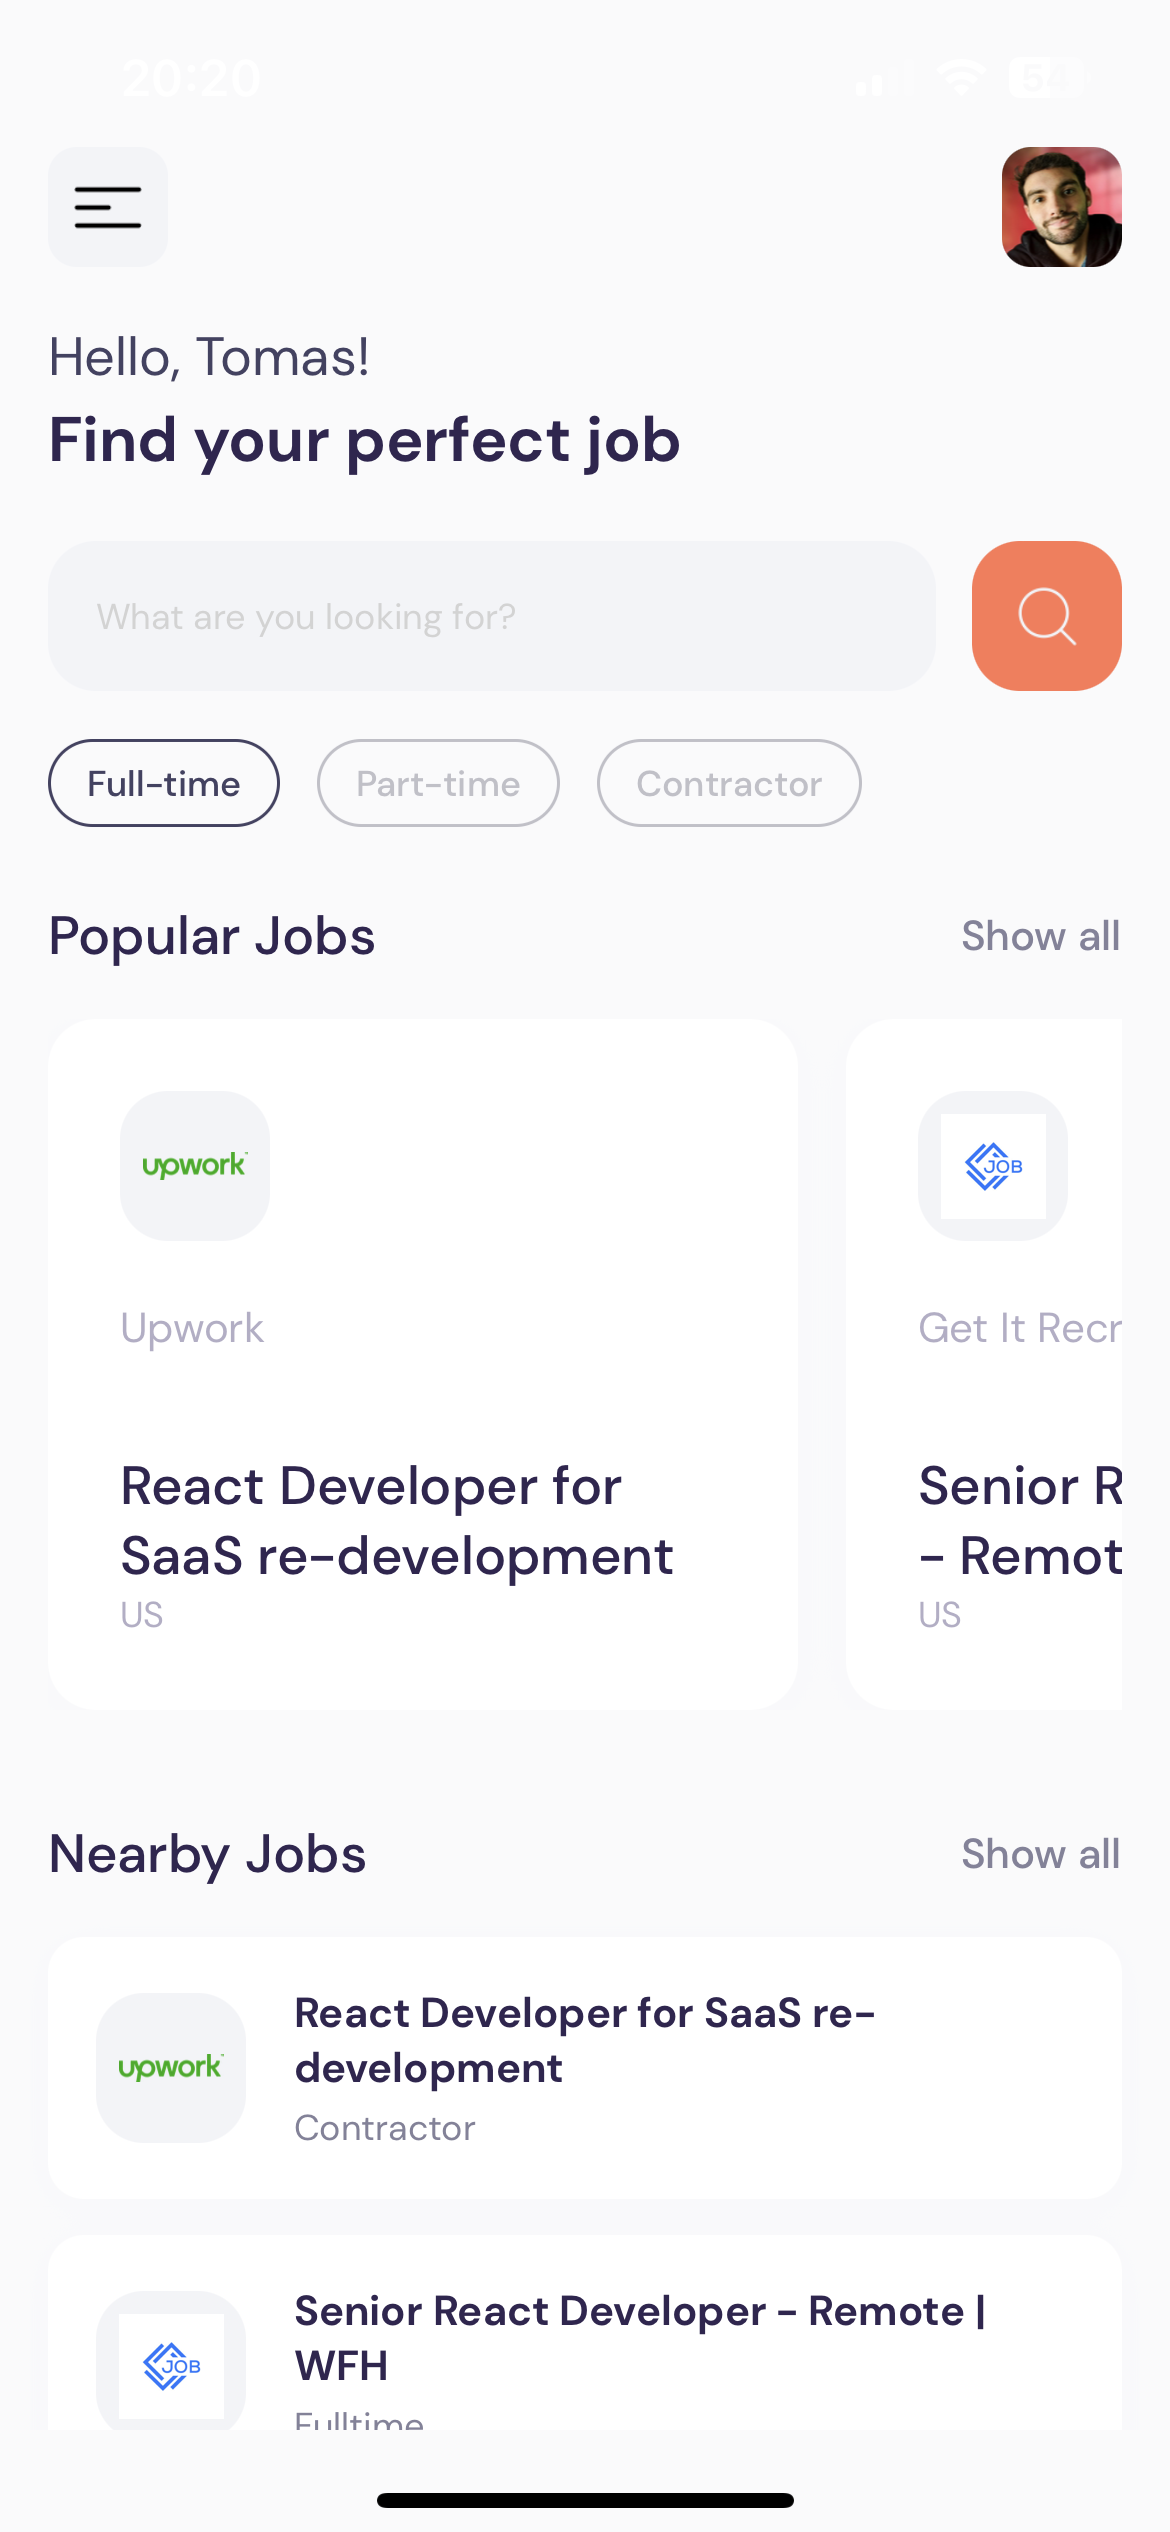 20:20
54
Hello, Tomas!
Find your perfect job
What are you looking for?
Full-time
Part-time
Contractor
Popular Jobs
Show all
upwork
JOB
Upwork
Get It Recr
React Developer for
SaaS re-development
US
Senior R
- Remot
US
Nearby Jobs
Show all
upwork
React Developer for SaaS re-
development
Contractor
JOB
Senior React Developer - Remote |
WFH
Fulltime